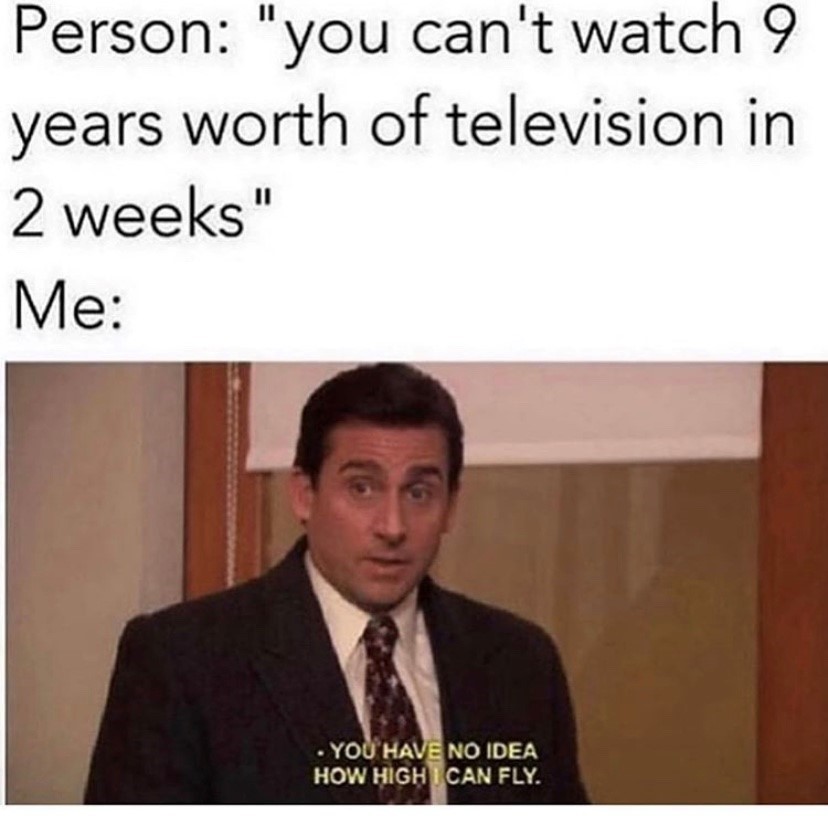 Person: "you can't watch 9
years worth of television in
2 weeks"
Me:
- YOU HAVE NO IDEA
HOW HIGH I CAN FLY.